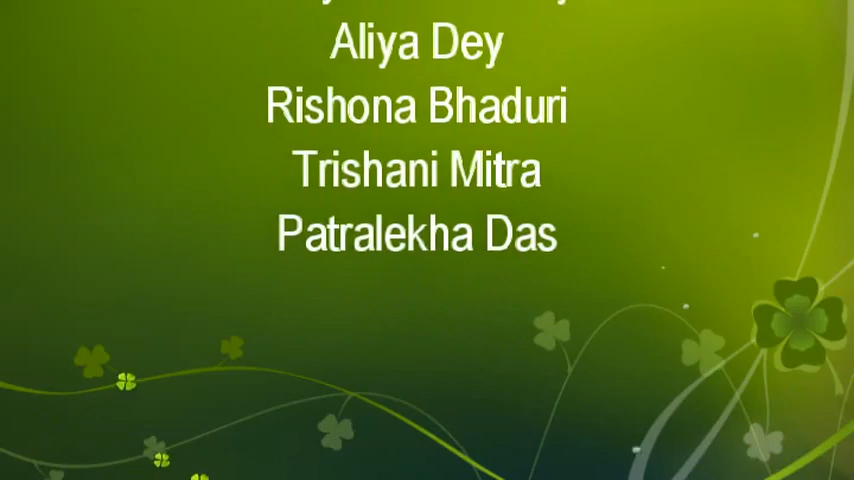 Aliya Dey
Rishona Bhaduri
Trishani Mitra
Patralekha Das